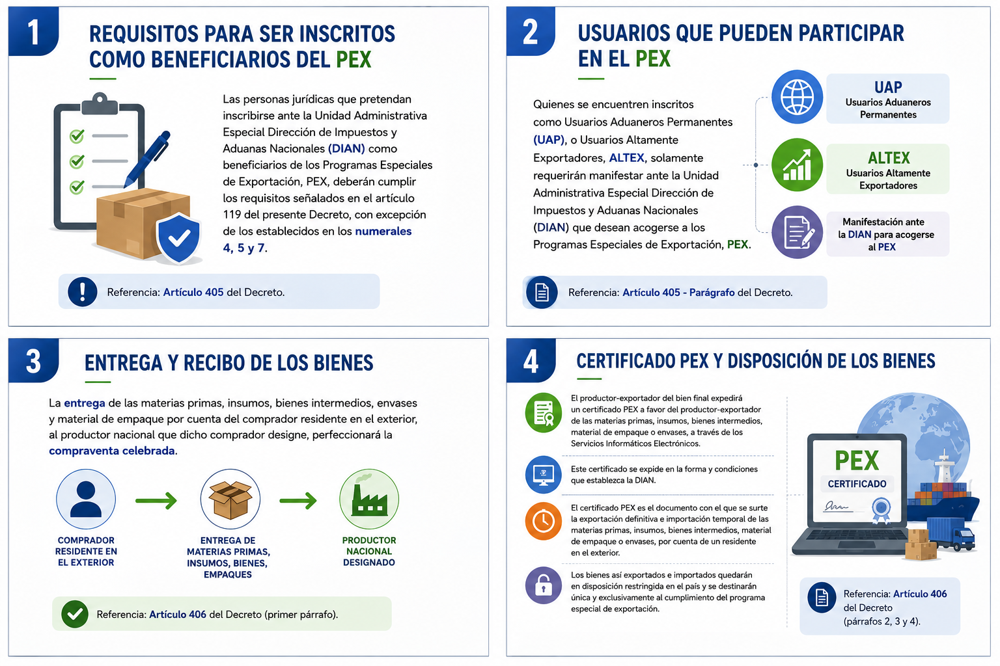 1
REQUISITOS PARA SER INSCRITOS
COMO BENEFICIARIOS DEL PEX
Las personas jurídicas que pretendan
inscribirse ante la Unidad Administrativa
Especial Dirección de Impuestos y
Aduanas Nacionales (DIAN) como
beneficiarios de los Programas Especiales
de Exportación, PEX, deberán cumplir
los requisitos señalados en el artículo
119 del presente Decreto, con excepción
de los establecidos en los numerales
4, 5 y 7.
Referencia: Artículo 405 del Decreto.
2
USUARIOS QUE PUEDEN PARTICIPAR
EN EL PEX
Quienes se encuentren inscritos
como Usuarios Aduaneros Permanentes
(UAP), o Usuarios Altamente
Exportadores, ALTEX, solamente
requerirán manifestar ante la Unidad
Administrativa Especial Dirección de
Impuestos y Aduanas Nacionales
(DIAN) que desean acogerse a los
Programas Especiales de Exportación, PEX.
UAP
Usuarios Aduaneros
Permanentes
ALTEX
Usuarios Altamente
Exportadores
Manifestación ante
la DIAN para acogerse
al PEX
Referencia: Artículo 405 - Parágrafo del Decreto.
3
ENTREGA Y RECIBO DE LOS BIENES
La entrega de las materias primas, insumos, bienes intermedios, envases
y material de empaque por cuenta del comprador residente en el exterior,
al productor nacional que dicho comprador designe, perfeccionará la
compraventa celebrada.
COMPRADOR
RESIDENTE EN
EL EXTERIOR
ENTREGA DE
MATERIAS PRIMAS,
INSUMOS, BIENES,
EMPAQUES
PRODUCTOR
NACIONAL
DESIGNADO
Referencia: Artículo 406 del Decreto (primer párrafo).
4
CERTIFICADO PEX Y DISPOSICIÓN DE LOS BIENES
El productor-exportador del bien final expedirá
un certificado PEX a favor del productor-exportador
de las materias primas, insumos, bienes intermedios,
material de empaque o envases, a través de los
Servicios Informáticos Electrónicos.
Este certificado se expide en la forma y condiciones
que establezca la DIAN.
El certificado PEX es el documento con el que se surte
la exportación definitiva e importación temporal de las
materias primas, insumos, bienes intermedios, material
de empaque o envases, por cuenta de un residente
en el exterior.
Los bienes así exportados e importados quedarán
en disposición restringida en el país y se destinarán
única y exclusivamente al cumplimiento del programa
especial de exportación.
PEX
CERTIFICADO
Referencia: Artículo 406
del Decreto
(párrafos 2, 3 y 4).